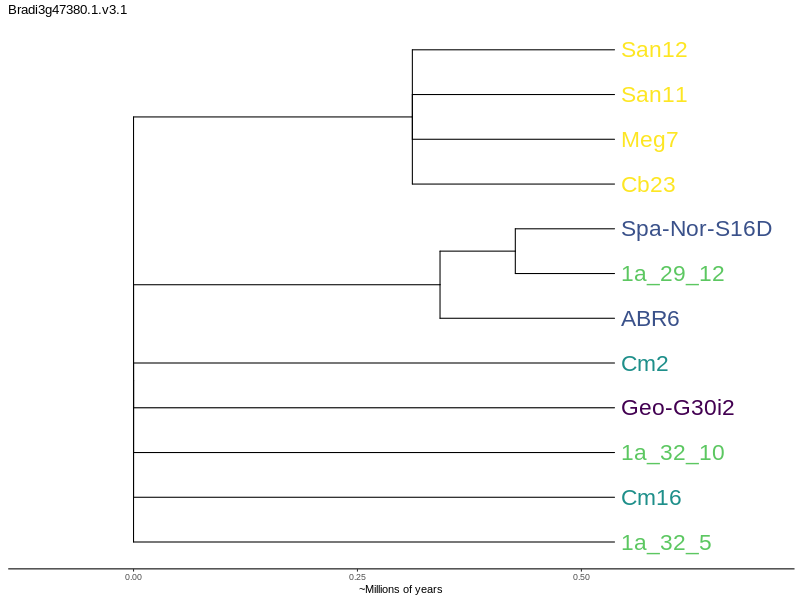 Bradi3g47380.1.v3.1
San12
San11
Meg7
Cb23
Spa-Nor-S16D
1a_29_12
ABR6
Cm2
Geo-G30i2
1a_32_10
Cm16
1a_32_5
0.00 0.25 0.50
~Millions of years